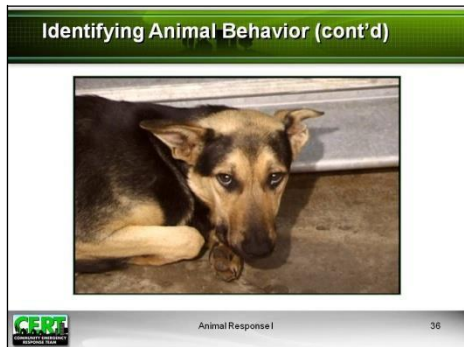 Identifying Animal Behavior (cont'd)
CERT
COMMUNITY EMERGENCY
RESPONSE TEAM
Animal Response I
36